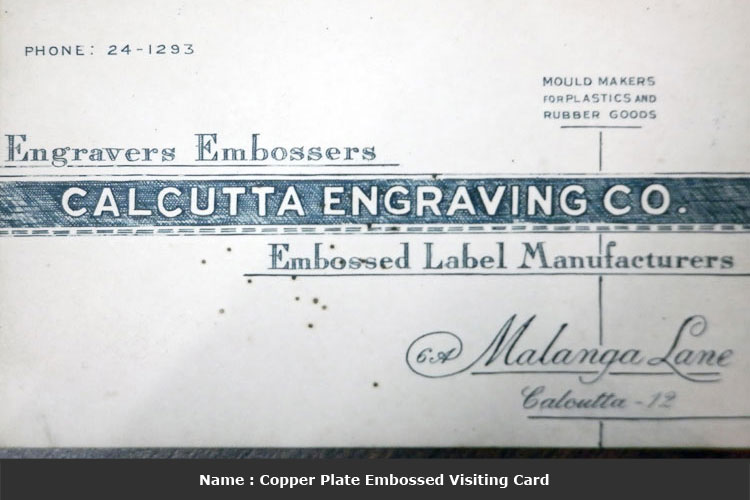 PHONE: 24-1293
MOULD MAKERS
FOR PLASTICS AND
RUBBER GOODS
Engravers Embossers
CALCUTTA ENGRAVING CO.
Embossed Label Manufacturers
6A Malanga Lane
Calcutta - 12
Name : Copper Plate Embossed Visiting Card